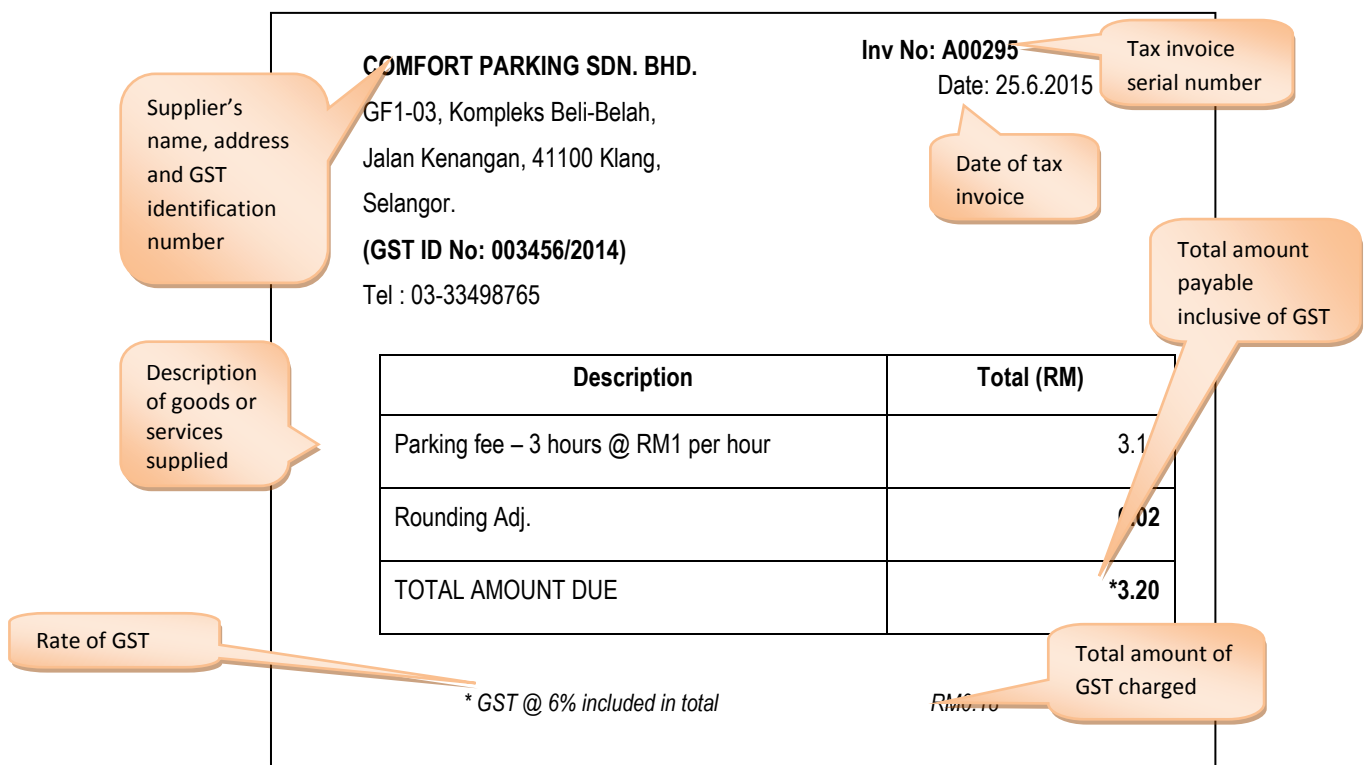 COMFORT PARKING SDN. BHD.
GF1-03, Kompleks Beli-Belah,
Jalan Kenangan, 41100 Klang,
Selangor.
(GST ID No: 003456/2014)
Tel : 03-33498765
Inv No: A00295
Date: 25.6.2015
Tax invoice
serial number
Supplier's
name, address
and GST
identification
number
Date of tax
invoice
Total amount
payable
inclusive of GST
Description
of goods or
services
supplied
Description Total (RM)
Parking fee – 3 hours @ RM1 per hour
Rounding Adj.
TOTAL AMOUNT DUE *3.20
Rate of GST
Total amount of
GST charged
* GST @ 6% included in total